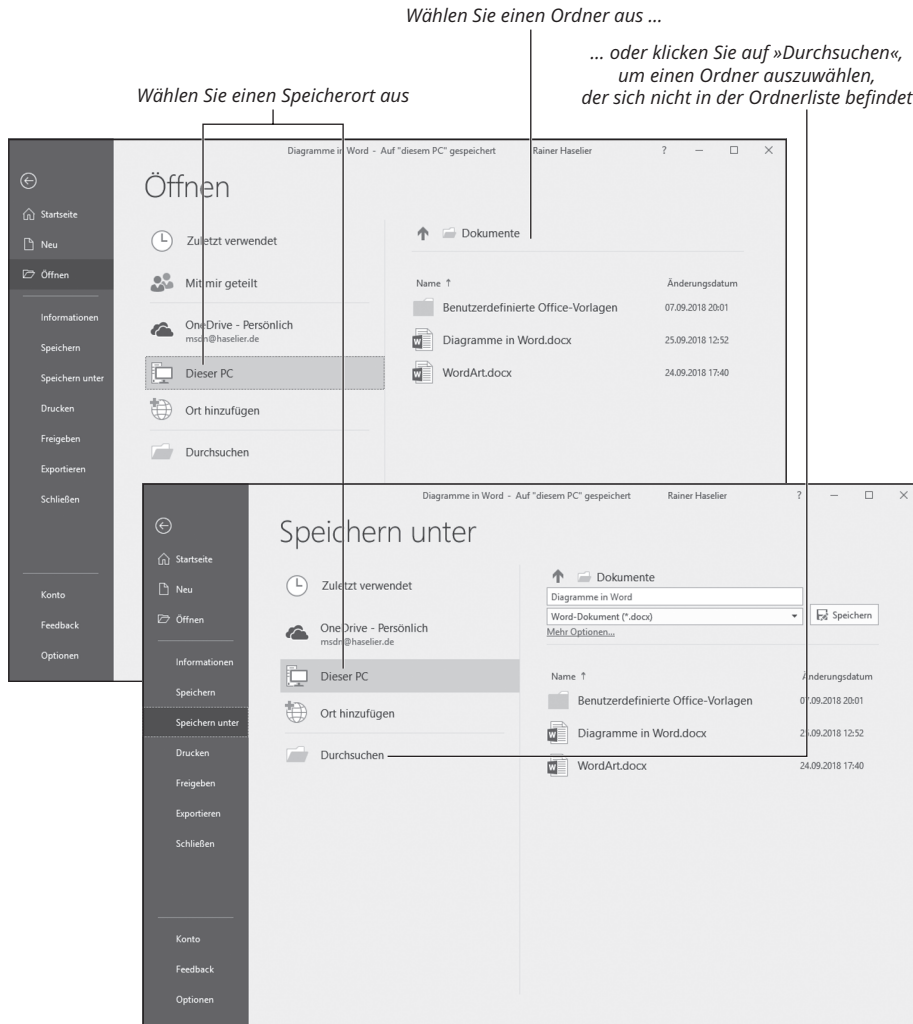 Wählen Sie einen Ordner aus ...
... oder klicken Sie auf »Durchsuchen«,
um einen Ordner auszuwählen,
der sich nicht in der Ordnerliste befindet
Wählen Sie einen Speicherort aus
Diagramme in Word - Auf "diesem PC" gespeichert Rainer Haselier ?
Öffnen
Startseite
Neu
Öffnen
Informationen
Speichern
Speichern unter
Drucken
Freigeben
Exportieren
Schließen
Konto
Feedback
Optionen
Zuletzt verwendet
Mit mir geteilt
OneDrive - Persönlich
msdn@haselier.de
Dieser PC
Ort hinzufügen
Durchsuchen
Dokumente
Name ↑ Änderungsdatum
Benutzerdefinierte Office-Vorlagen 07.09.2018 20:01
Diagramme in Word.docx 25.09.2018 12:52
WordArt.docx 24.09.2018 17:40
Diagramme in Word - Auf "diesem PC" gespeichert Rainer Haselier ?
Speichern unter
Startseite
Neu
Öffnen
Informationen
Speichern
Speichern unter
Drucken
Freigeben
Exportieren
Schließen
Konto
Feedback
Optionen
Zuletzt verwendet
OneDrive - Persönlich
msdn@haselier.de
Dieser PC
Ort hinzufügen
Durchsuchen
Dokumente
Diagramme in Word
Word-Dokument (*.docx) Speichern
Mehr Optionen...
Name ↑ Änderungsdatum
Benutzerdefinierte Office-Vorlagen 07.09.2018 20:01
Diagramme in Word.docx 25.09.2018 12:52
WordArt.docx 24.09.2018 17:40